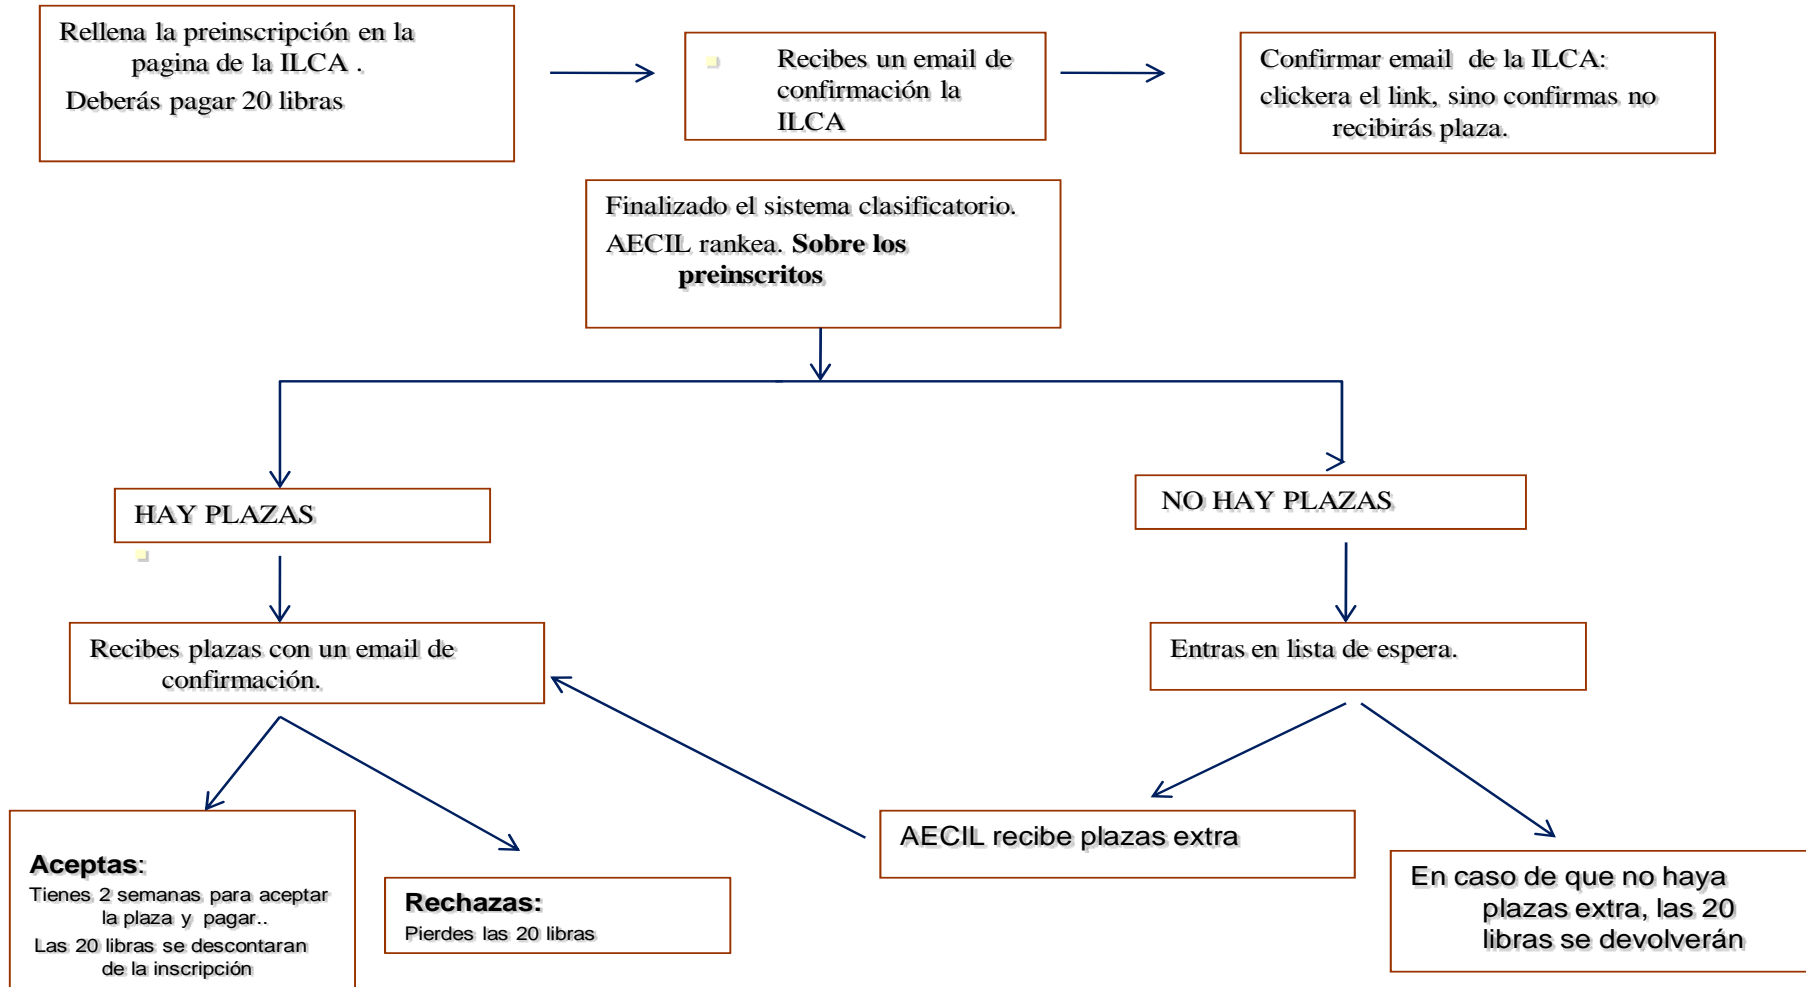 Rellena la preinscripción en la
pagina de la ILCA .
Deberás pagar 20 libras
Recibes un email de
confirmación la
ILCA
Confirmar email de la ILCA:
clickera el link, sino confirmas no
recibirás plaza.
Finalizado el sistema clasificatorio.
AECIL rankea. Sobre los
preinscritos
HAY PLAZAS
NO HAY PLAZAS
Recibes plazas con un email de
confirmación.
Entras en lista de espera.
Aceptas:
Tienes 2 semanas para aceptar
la plaza y pagar..
Las 20 libras se descontaran
de la inscripción
Rechazas:
Pierdes las 20 libras
AECIL recibe plazas extra
En caso de que no haya
plazas extra, las 20
libras se devolverán